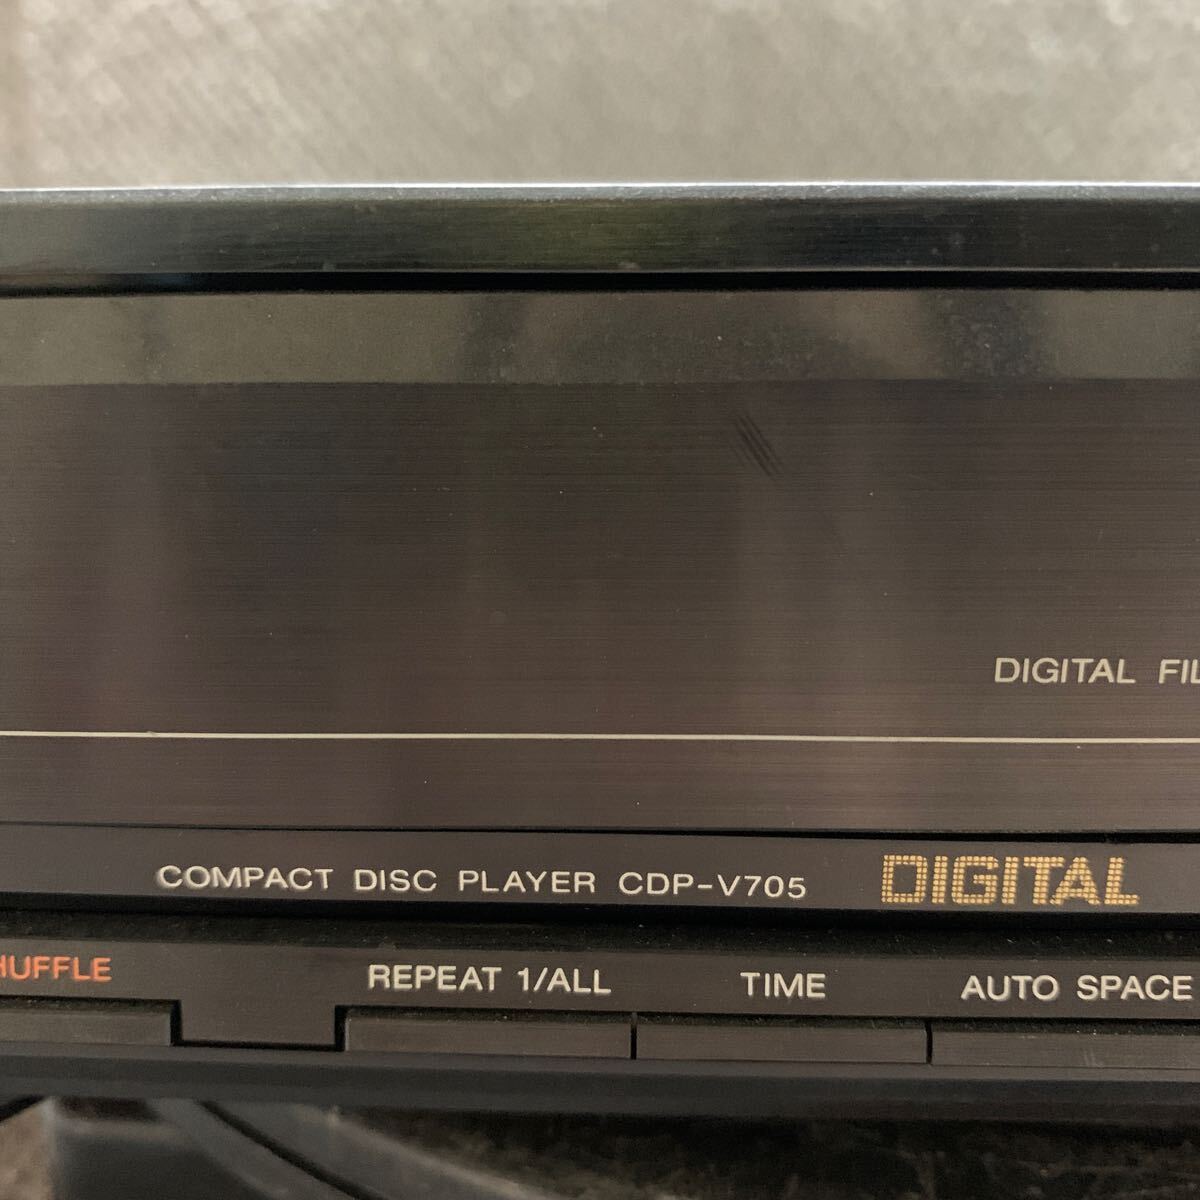 DIGITAL FIL
COMPACT DISC PLAYER CDP-V705 DIGITAL
HUFFLE REPEAT 1/ALL TIME AUTO SPACE